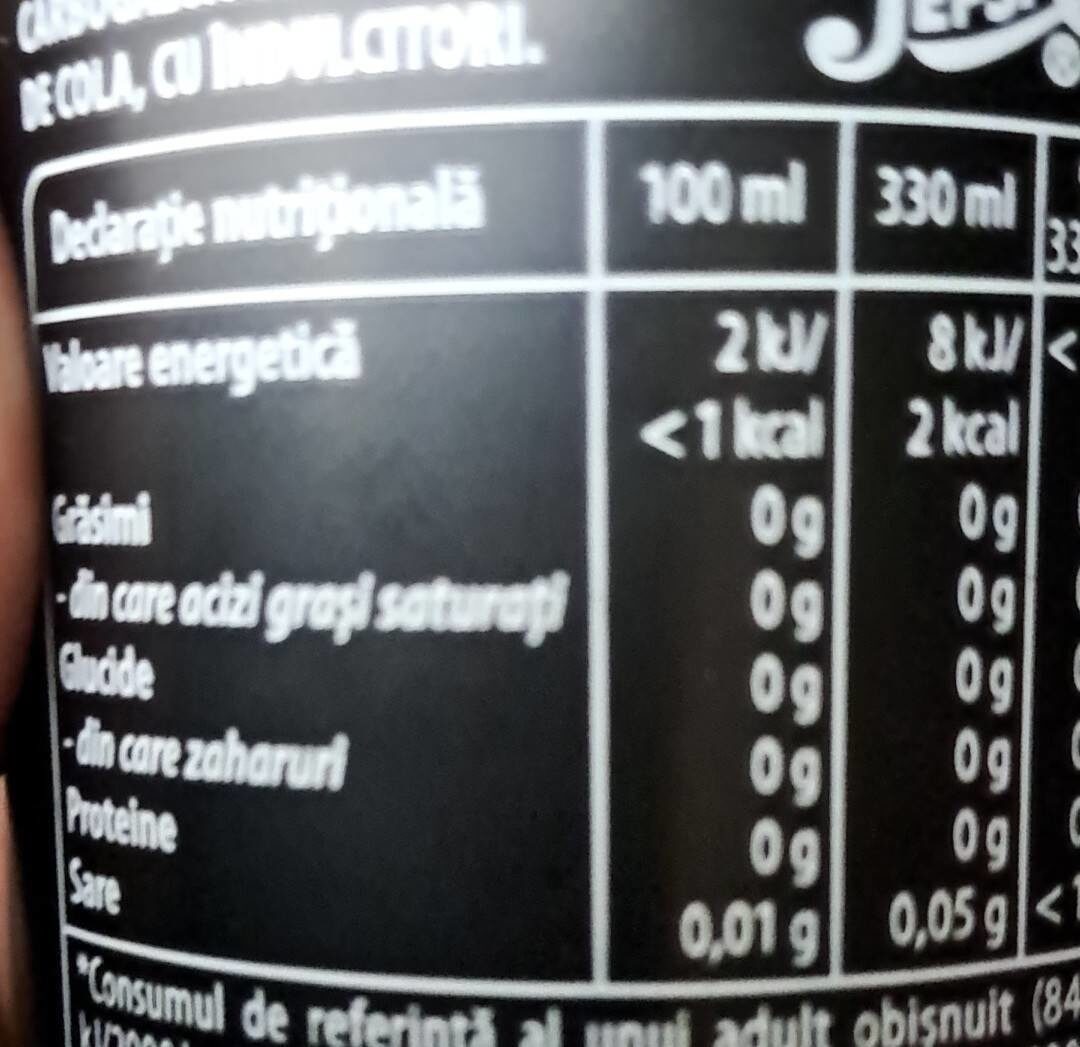 DE COLA, CU ÎNDULCITORI.
Declarație nutrițională 100 ml 330 ml
Valoare energetică 2 kJ/ 8 kJ/ <
<1 kcal 2 kcal
Grăsimi 0 g 0 g
- din care acizi grași saturați 0 g 0 g
Glucide 0 g 0 g
- din care zaharuri 0 g 0 g
Proteine 0 g 0 g
Sare 0,01 g 0,05 g <1
*Consumul de referință al unui adult obișnuit (84